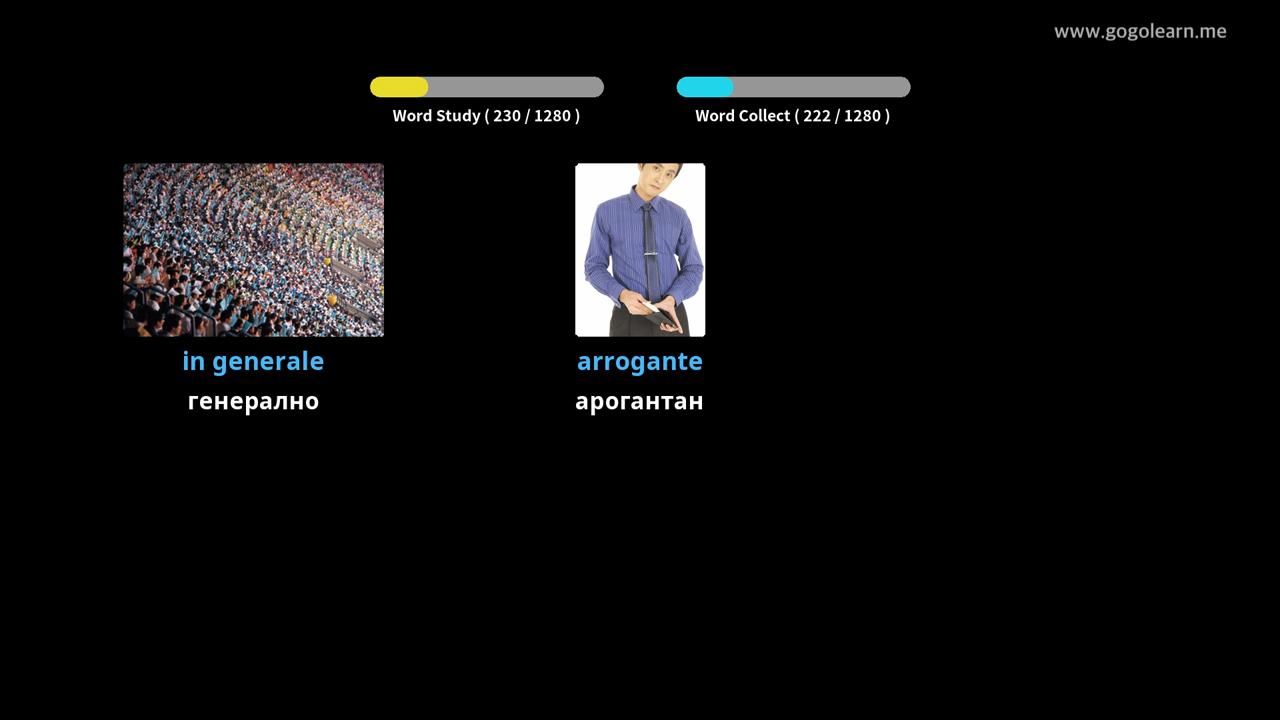 www.gogolearn.me
Word Study ( 230 / 1280 )
Word Collect ( 222 / 1280 )
in generale
генерално
arrogante
арогантан